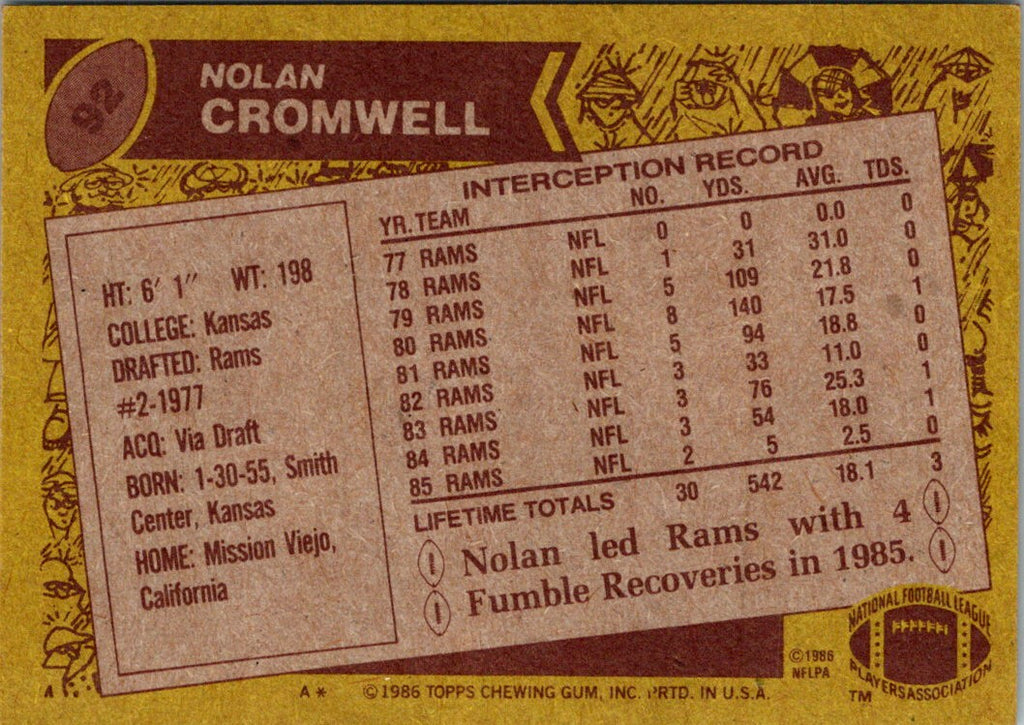 92
NOLAN
CROMWELL
HT: 6' 1" WT: 198
COLLEGE: Kansas
DRAFTED: Rams
#2-1977
ACQ: Via Draft
BORN: 1-30-55, Smith
Center, Kansas
HOME: Mission Viejo,
California
INTERCEPTION RECORD
YR. TEAM NO. YDS. AVG. TDS.
77 RAMS NFL 0 0 0.0 0
78 RAMS NFL 1 31 31.0 0
79 RAMS NFL 5 109 21.8 0
80 RAMS NFL 8 140 17.5 1
81 RAMS NFL 5 94 18.8 0
82 RAMS NFL 3 33 11.0 0
83 RAMS NFL 3 76 25.3 1
84 RAMS NFL 3 54 18.0 1
85 RAMS NFL 2 5 2.5 0
LIFETIME TOTALS 30 542 18.1 3
Nolan led Rams with 4
Fumble Recoveries in 1985.
NATIONAL FOOTBALL LEAGUE
PLAYERS ASSOCIATION
TM
©1986
NFLPA
A * ©1986 TOPPS CHEWING GUM, INC. PRTD. IN U.S.A.